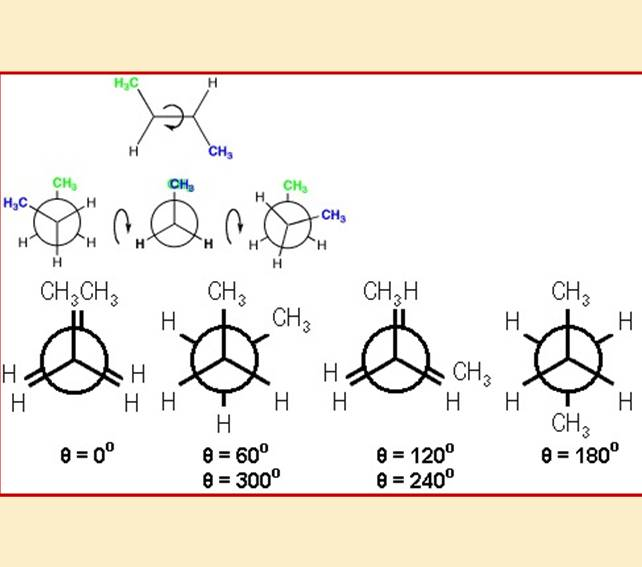 H₃C H
H CH₃
CH₃ CH₃ CH₃
H₃C H H CH₃
H H H H H H
H H
CH₃CH₃ CH₃ CH₃H CH₃
H CH₃ H H
H H H CH₃
H H H H H H H H
H CH₃
θ = 0⁰ θ = 60⁰ θ = 120⁰ θ = 180⁰
θ = 300⁰ θ = 240⁰